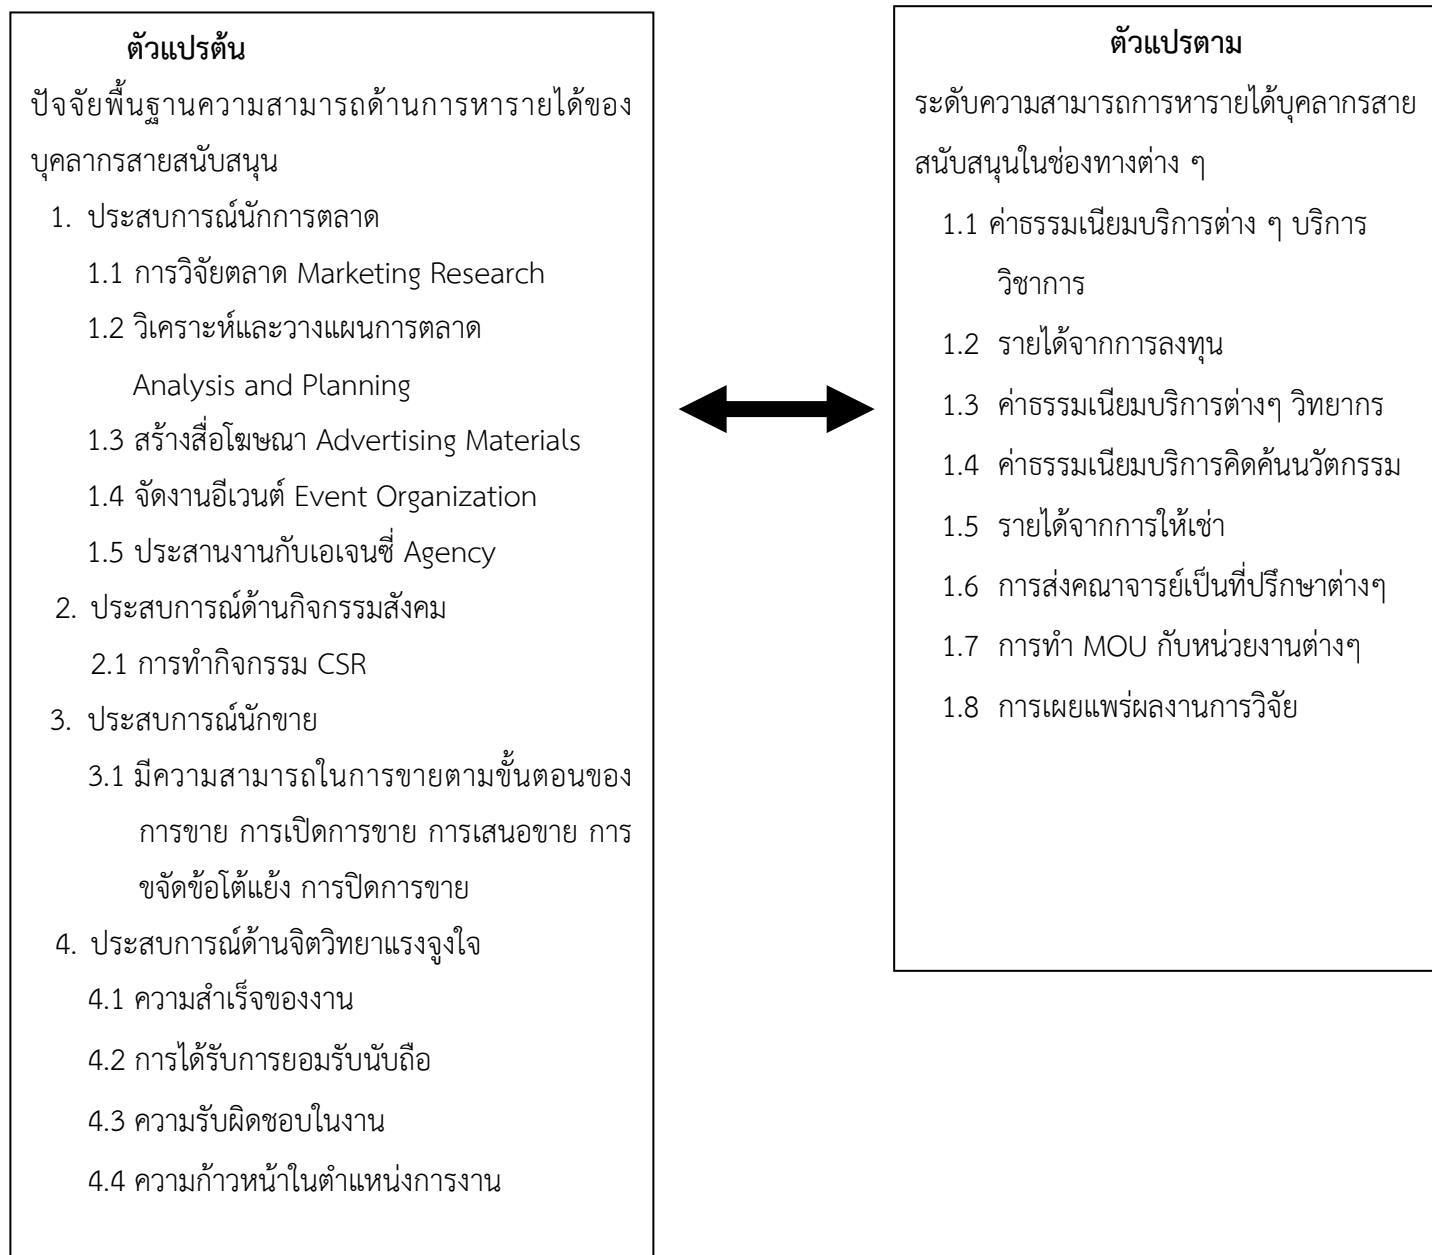 ตัวแปรต้น
ปัจจัยพื้นฐานความสามารถด้านการหารายได้ของ
บุคลากรสายสนับสนุน
1. ประสบการณ์นักการตลาด
1.1 การวิจัยตลาด Marketing Research
1.2 วิเคราะห์และวางแผนการตลาด
Analysis and Planning
1.3 สร้างสื่อโฆษณา Advertising Materials
1.4 จัดงานอีเวนต์ Event Organization
1.5 ประสานงานกับเอเจนซี่ Agency
2. ประสบการณ์ด้านกิจกรรมสังคม
2.1 การทำกิจกรรม CSR
3. ประสบการณ์นักขาย
3.1 มีความสามารถในการขายตามขั้นตอนของ
การขาย การเปิดการขาย การเสนอขาย การ
ขจัดข้อโต้แย้ง การปิดการขาย
4. ประสบการณ์ด้านจิตวิทยาแรงจูงใจ
4.1 ความสำเร็จของงาน
4.2 การได้รับการยอมรับนับถือ
4.3 ความรับผิดชอบในงาน
4.4 ความก้าวหน้าในตำแหน่งการงาน
ตัวแปรตาม
ระดับความสามารถการหารายได้บุคลากรสาย
สนับสนุนในช่องทางต่าง ๆ
1.1 ค่าธรรมเนียมบริการต่าง ๆ บริการ
วิชาการ
1.2 รายได้จากการลงทุน
1.3 ค่าธรรมเนียมบริการต่างๆ วิทยากร
1.4 ค่าธรรมเนียมบริการคิดค้นนวัตกรรม
1.5 รายได้จากการให้เช่า
1.6 การส่งคณาจารย์เป็นที่ปรึกษาต่างๆ
1.7 การทำ MOU กับหน่วยงานต่างๆ
1.8 การเผยแพร่ผลงานการวิจัย